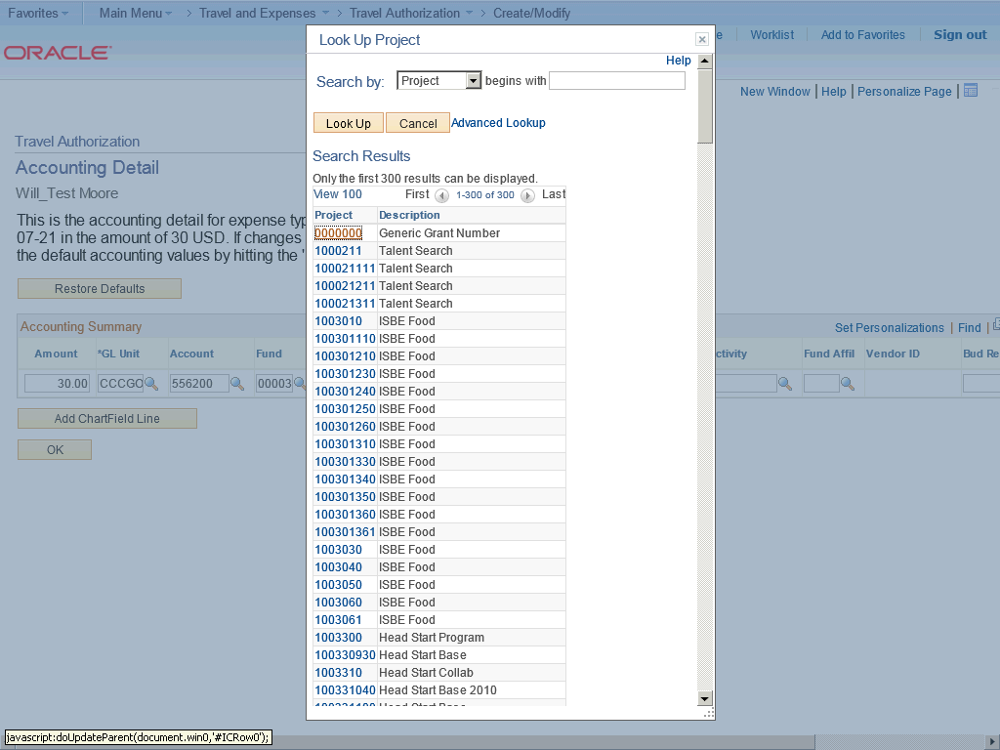 Favorites Main Menu > Travel and Expenses > Travel Authorization > Create/Modify
ORACLE
Worklist Add to Favorites Sign out
New Window Help Personalize Page
Travel Authorization
Accounting Detail
Will_Test Moore
This is the accounting detail for expense
07-21 in the amount of 30 USD. If changes
the default accounting values by hitting the '
Restore Defaults
Accounting Summary
Set Personalizations | Find |
Amount *GL Unit Account Fund Fund Affil Vendor ID
30.00 CCCGO 556200 00003
Add ChartField Line
OK
Look Up Project
Help
Search by: Project begins with
Look Up Cancel Advanced Lookup
Search Results
Only the first 300 results can be displayed.
View 100 First 1-300 of 300 Last
Project Description
0000000 Generic Grant Number
1000211 Talent Search
100021111 Talent Search
100021211 Talent Search
100021311 Talent Search
1003010 ISBE Food
100301110 ISBE Food
100301210 ISBE Food
100301230 ISBE Food
100301240 ISBE Food
100301250 ISBE Food
100301260 ISBE Food
100301310 ISBE Food
100301330 ISBE Food
100301340 ISBE Food
100301350 ISBE Food
100301360 ISBE Food
100301361 ISBE Food
1003030 ISBE Food
1003040 ISBE Food
1003050 ISBE Food
1003060 ISBE Food
1003061 ISBE Food
1003300 Head Start Program
100330930 Head Start Base
1003310 Head Start Collab
100331040 Head Start Base 2010
javascript:doUpdateParent(document.win0,'#ICRow0');